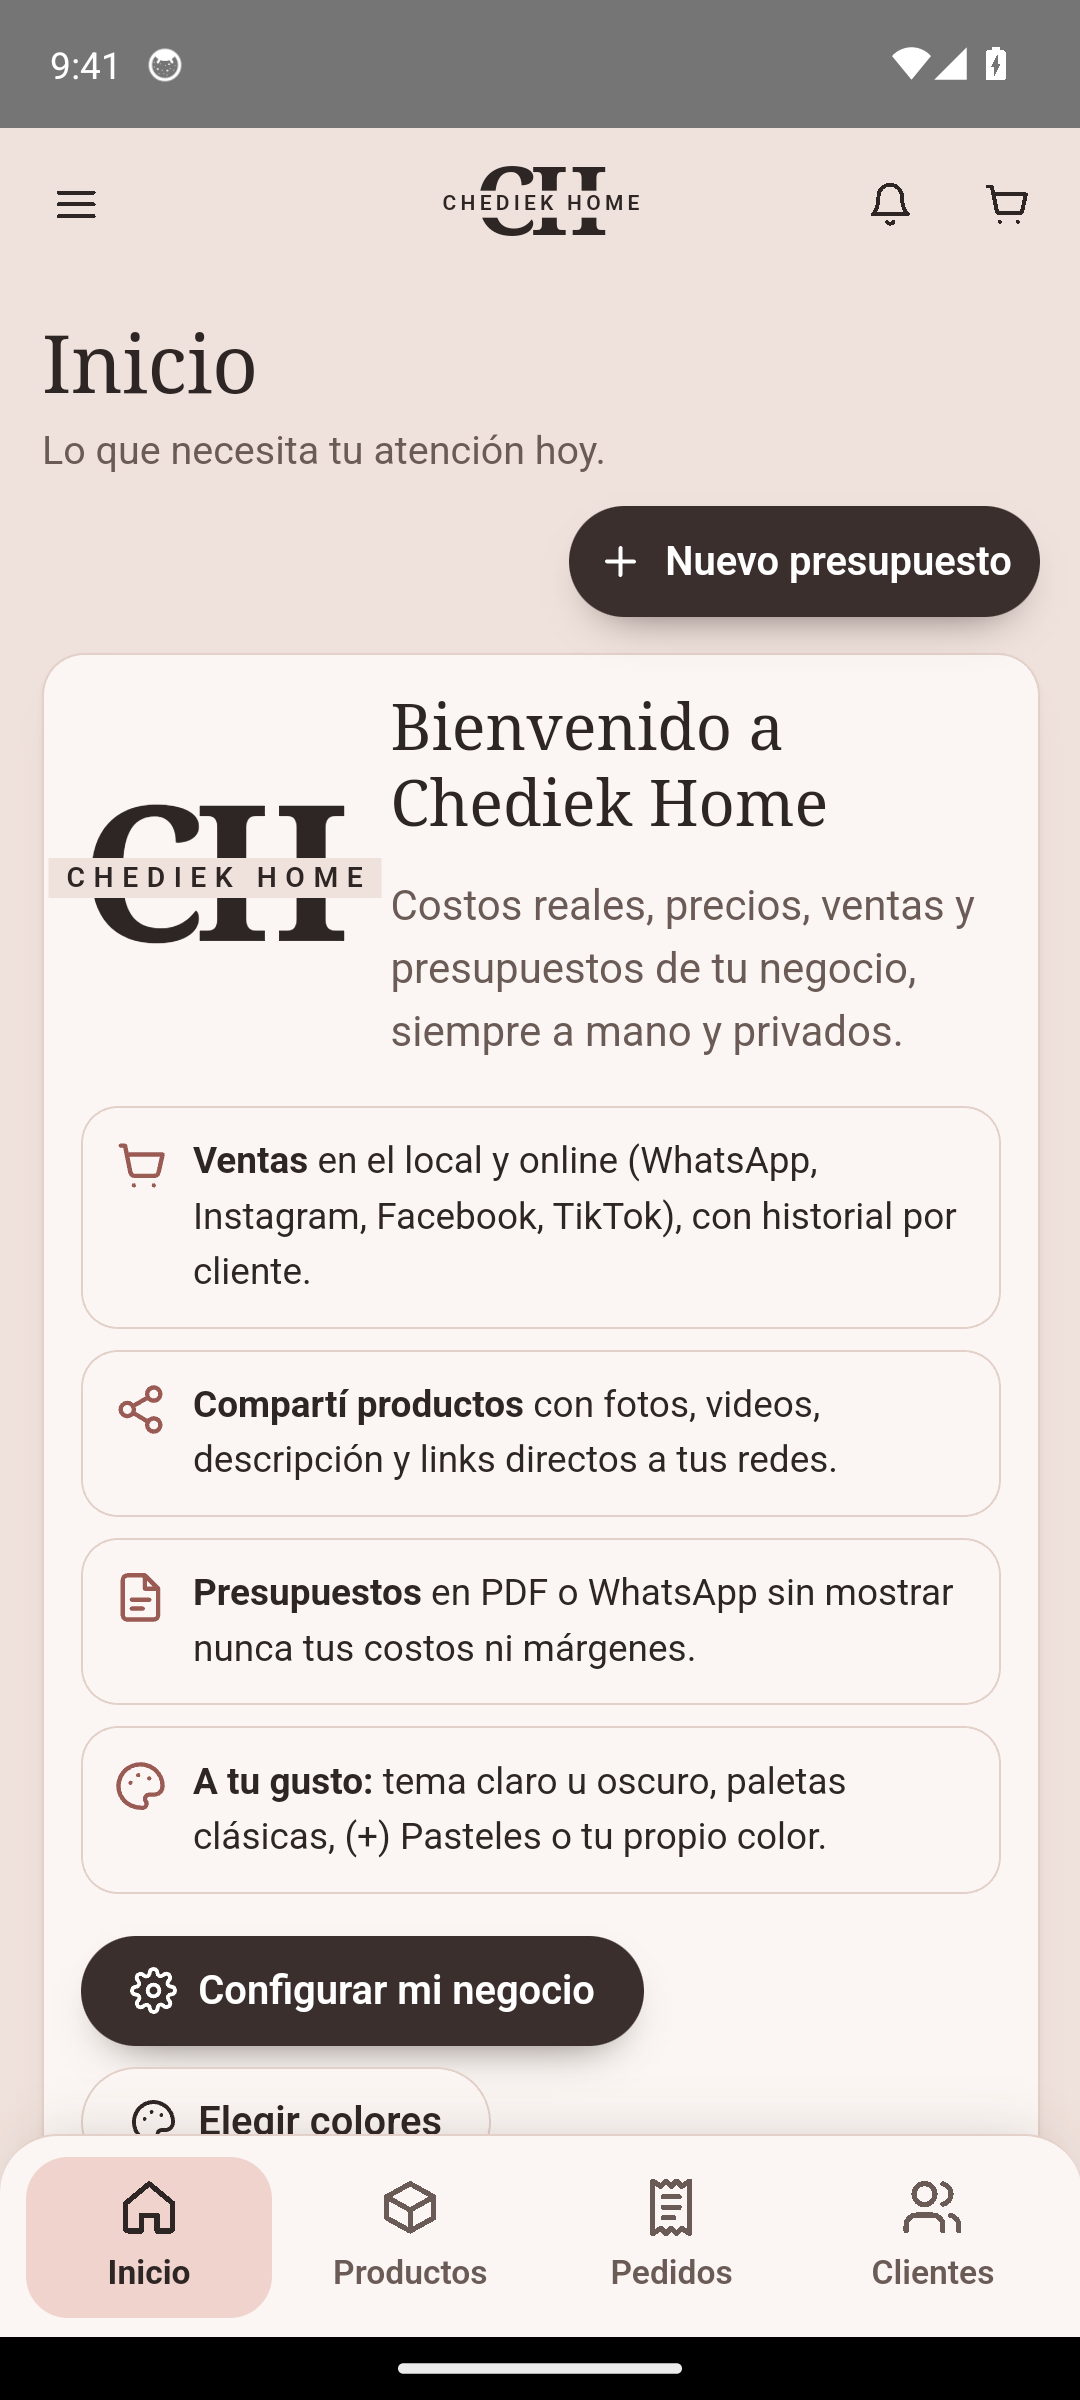 9:41
CHEDIEK HOME
Inicio
Lo que necesita tu atención hoy.
Nuevo presupuesto
CH
CHEDIEK HOME
Bienvenido a
Chediek Home
Costos reales, precios, ventas y
presupuestos de tu negocio,
siempre a mano y privados.
Ventas en el local y online (WhatsApp,
Instagram, Facebook, TikTok), con historial por
cliente.
Compartí productos con fotos, videos,
descripción y links directos a tus redes.
Presupuestos en PDF o WhatsApp sin mostrar
nunca tus costos ni márgenes.
A tu gusto: tema claro u oscuro, paletas
clásicas, (+) Pasteles o tu propio color.
Configurar mi negocio
Elegir colores
Inicio
Productos
Pedidos
Clientes